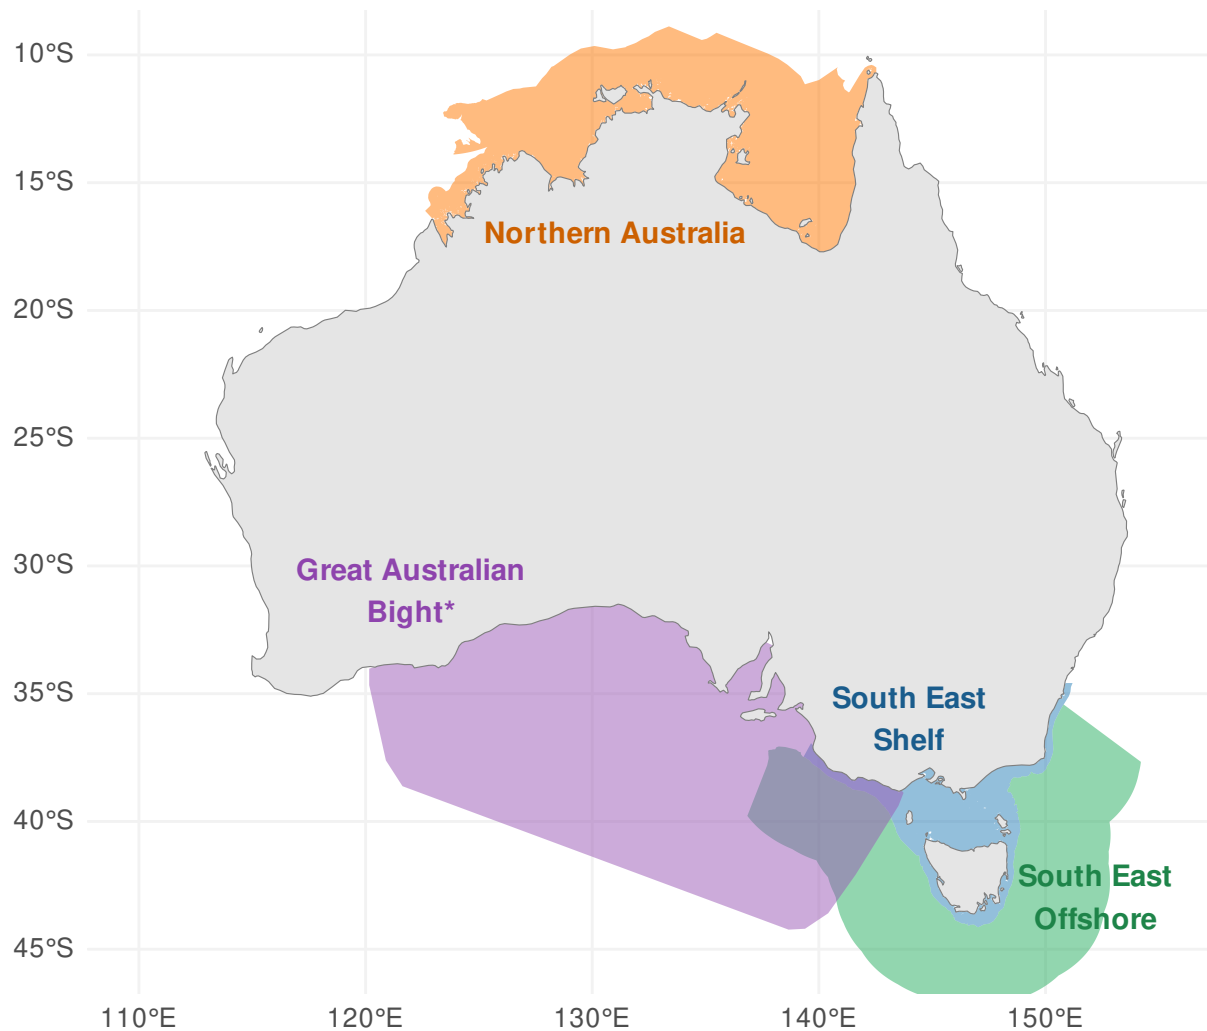 10°S
15°S
Northern Australia
20°S
25°S
30°S
Great Australian
Bight*
35°S
South East
Shelf
40°S
South East
Offshore
45°S
110°E
120°E
130°E
140°E
150°E